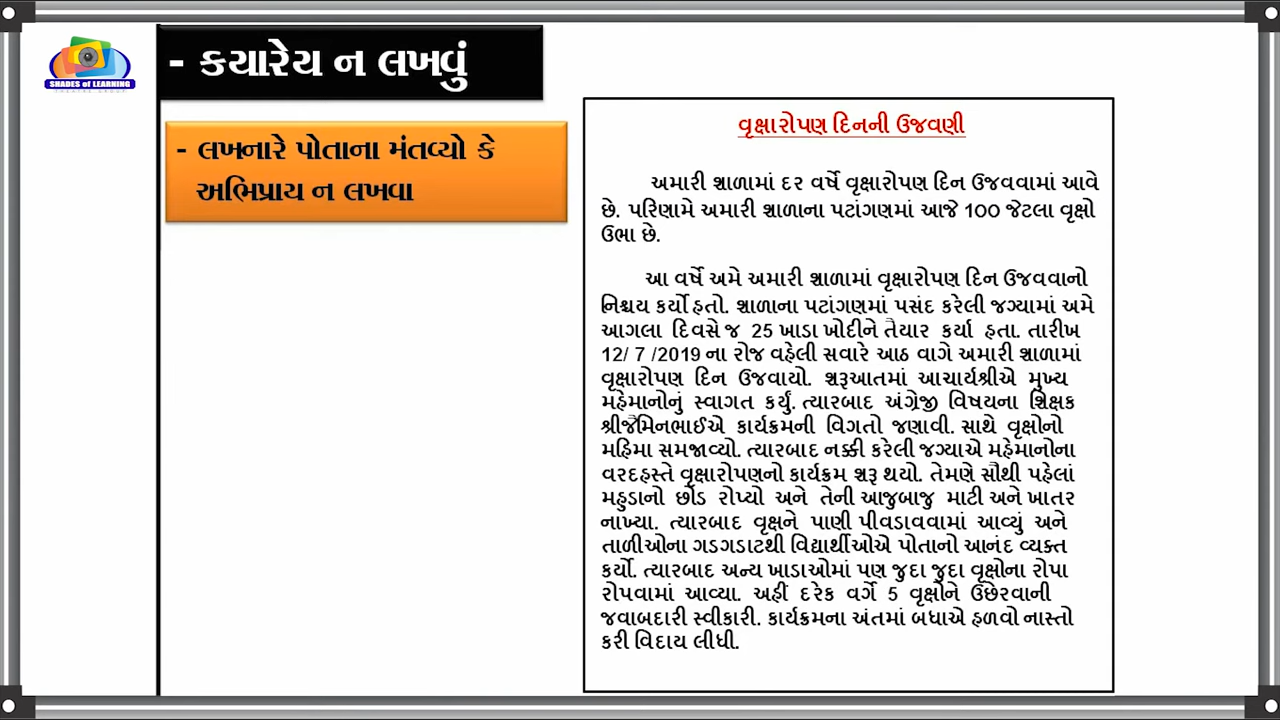 SHADES of LEARNING
THEATRE GROUP
- કયારેય ન લખવું
- લખનારે પોતાના મંતવ્યો કે
અભિપ્રાય ન લખવા
વૃક્ષારોપણ દિનની ઉજવણી
અમારી શાળામાં દર વર્ષે વૃક્ષારોપણ દિન ઉજવવામાં આવે
છે. પરિણામે અમારી શાળાના પટાંગણમાં આજે 100 જેટલા વૃક્ષો
ઉભા છે.
આ વર્ષે અમે અમારી શાળામાં વૃક્ષારોપણ દિન ઉજવવાનો
નિશ્ચય કર્યો હતો. શાળાના પટાંગણમાં પસંદ કરેલી જગ્યામાં અમે
આગલા દિવસે જ 25 ખાડા ખોદીને તૈયાર કર્યા હતા. તારીખ
12/ 7 /2019 ના રોજ વહેલી સવારે આઠ વાગે અમારી શાળામાં
વૃક્ષારોપણ દિન ઉજવાયો. શરૂઆતમાં આચાર્યશ્રીએ મુખ્ય
મહેમાનોનું સ્વાગત કર્યું. ત્યારબાદ અંગ્રેજી વિષયના શિક્ષક
શ્રીજૈમિનભાઈએ કાર્યક્રમની વિગતો જણાવી. સાથે વૃક્ષોનો
મહિમા સમજાવ્યો. ત્યારબાદ નક્કી કરેલી જગ્યાએ મહેમાનોના
વરદહસ્તે વૃક્ષારોપણનો કાર્યક્રમ શરૂ થયો. તેમણે સૌથી પહેલાં
મહુડાનો છોડ રોપ્યો અને તેની આજુબાજુ માટી અને ખાતર
નાખ્યા. ત્યારબાદ વૃક્ષને પાણી પીવડાવવામાં આવ્યું અને
તાળીઓના ગડગડાટથી વિદ્યાર્થીઓએ પોતાનો આનંદ વ્યક્ત
કર્યો. ત્યારબાદ અન્ય ખાડાઓમાં પણ જુદા જુદા વૃક્ષોના રોપા
રોપવામાં આવ્યા. અહીં દરેક વર્ગે 5 વૃક્ષોને ઉછેરવાની
જવાબદારી સ્વીકારી. કાર્યક્રમના અંતમાં બધાએ હળવો નાસ્તો
કરી વિદાય લીધી.